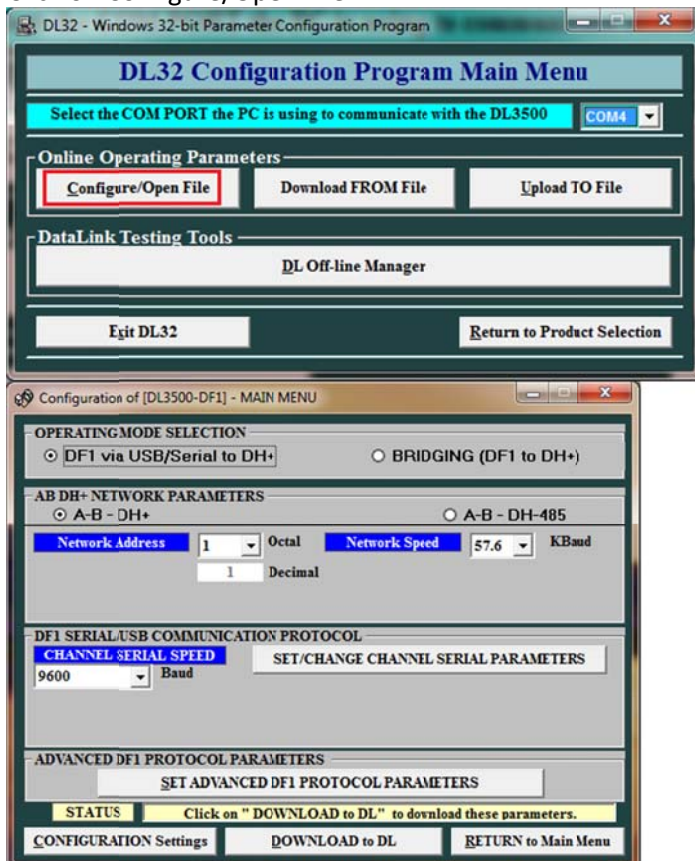 DL32 - Windows 32-bit Parameter Configuration Program
DL32 Configuration Program Main Menu
Select the COM PORT the PC is using to communicate with the DL3500 COM4
Online Operating Parameters
Configure/Open File Download FROM File Upload TO File
DataLink Testing Tools
DL Off-line Manager
Exit DL32 Return to Product Selection
Configuration of [DL3500-DF1] - MAIN MENU
OPERATING MODE SELECTION
DF1 via USB/Serial to DH+ BRIDGING (DF1 to DH+)
AB DH+ NETWORK PARAMETERS
A-B - DH+ A-B - DH-485
Network Address 1 Octal Network Speed 57.6 KBaud
1 Decimal
DF1 SERIAL/USB COMMUNICATION PROTOCOL
CHANNEL SERIAL SPEED SET/CHANGE CHANNEL SERIAL PARAMETERS
9600 Baud
ADVANCED DF1 PROTOCOL PARAMETERS
SET ADVANCED DF1 PROTOCOL PARAMETERS
STATUS Click on " DOWNLOAD to DL" to download these parameters.
CONFIGURATION Settings DOWNLOAD to DL RETURN to Main Menu